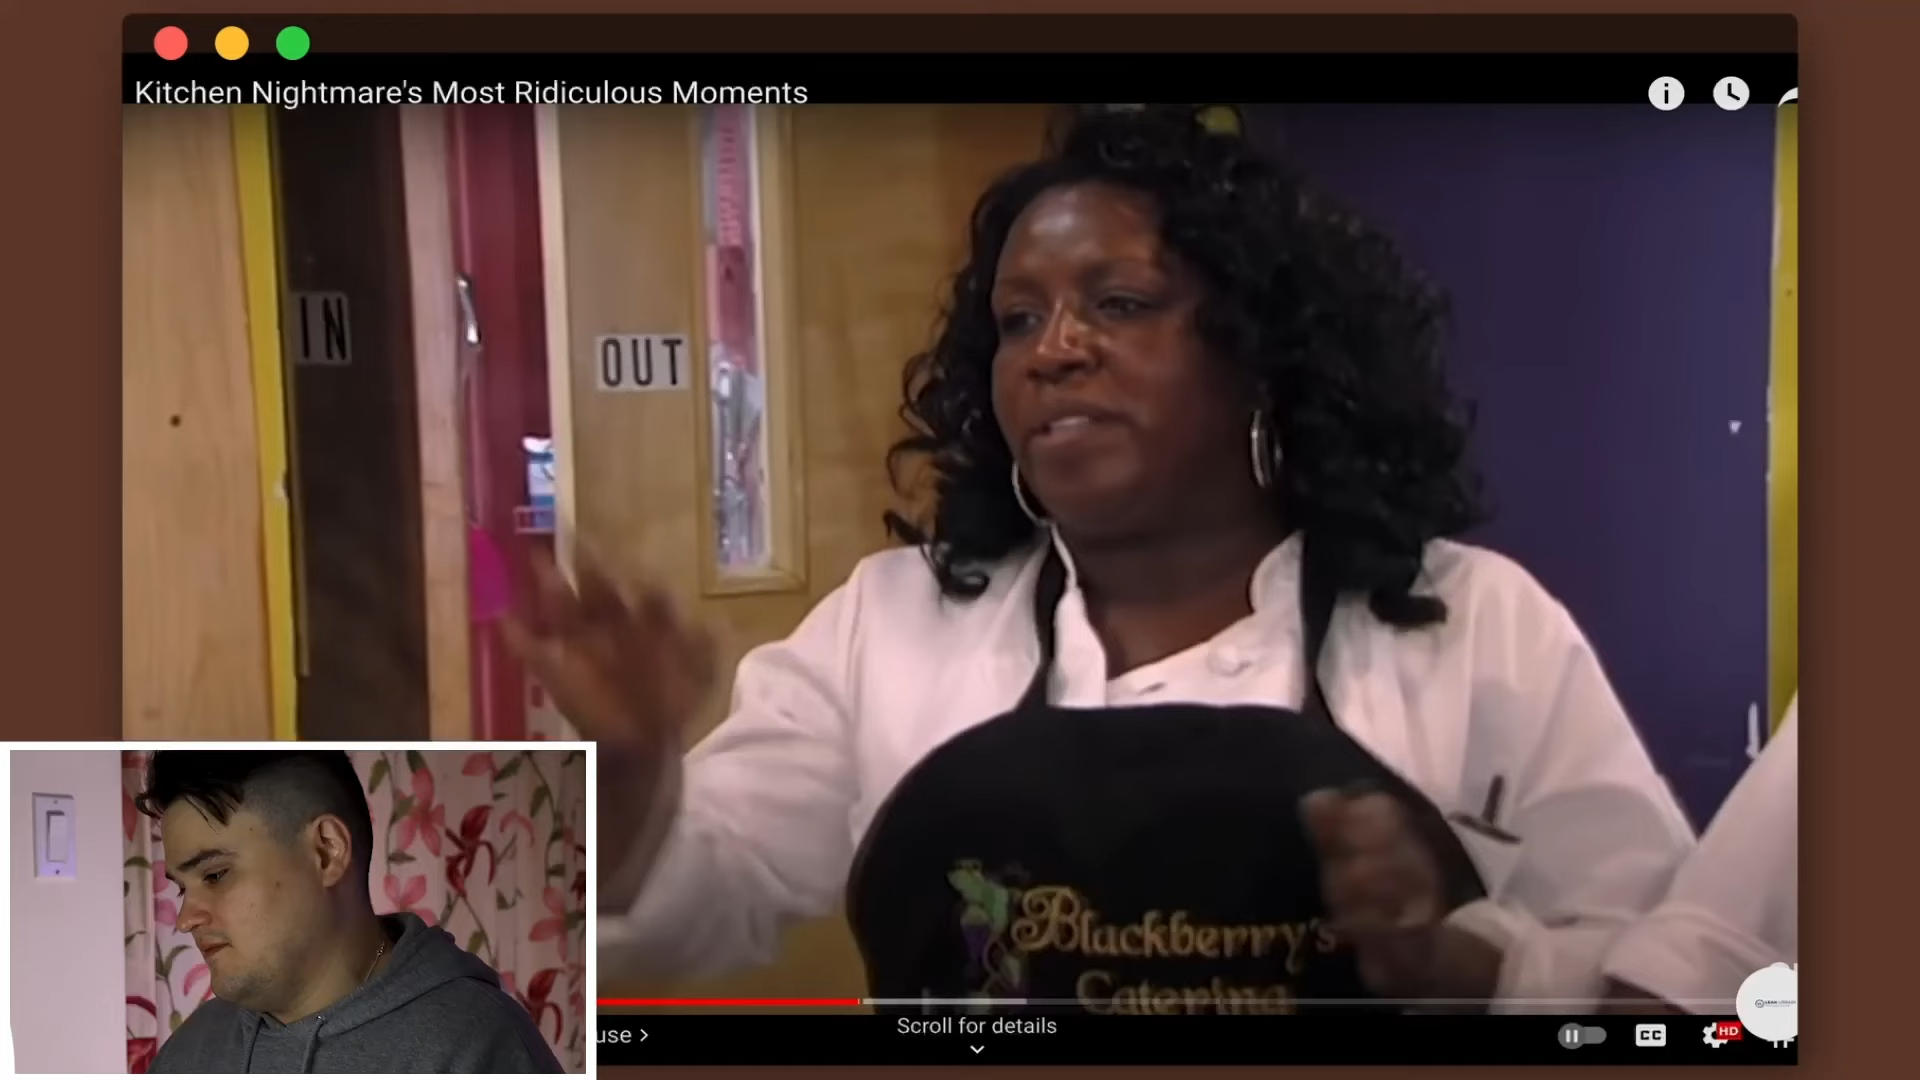 Kitchen Nightmare's Most Ridiculous Moments
IN
OUT
Blackberry's
Catering
use >
Scroll for details
CC
HD